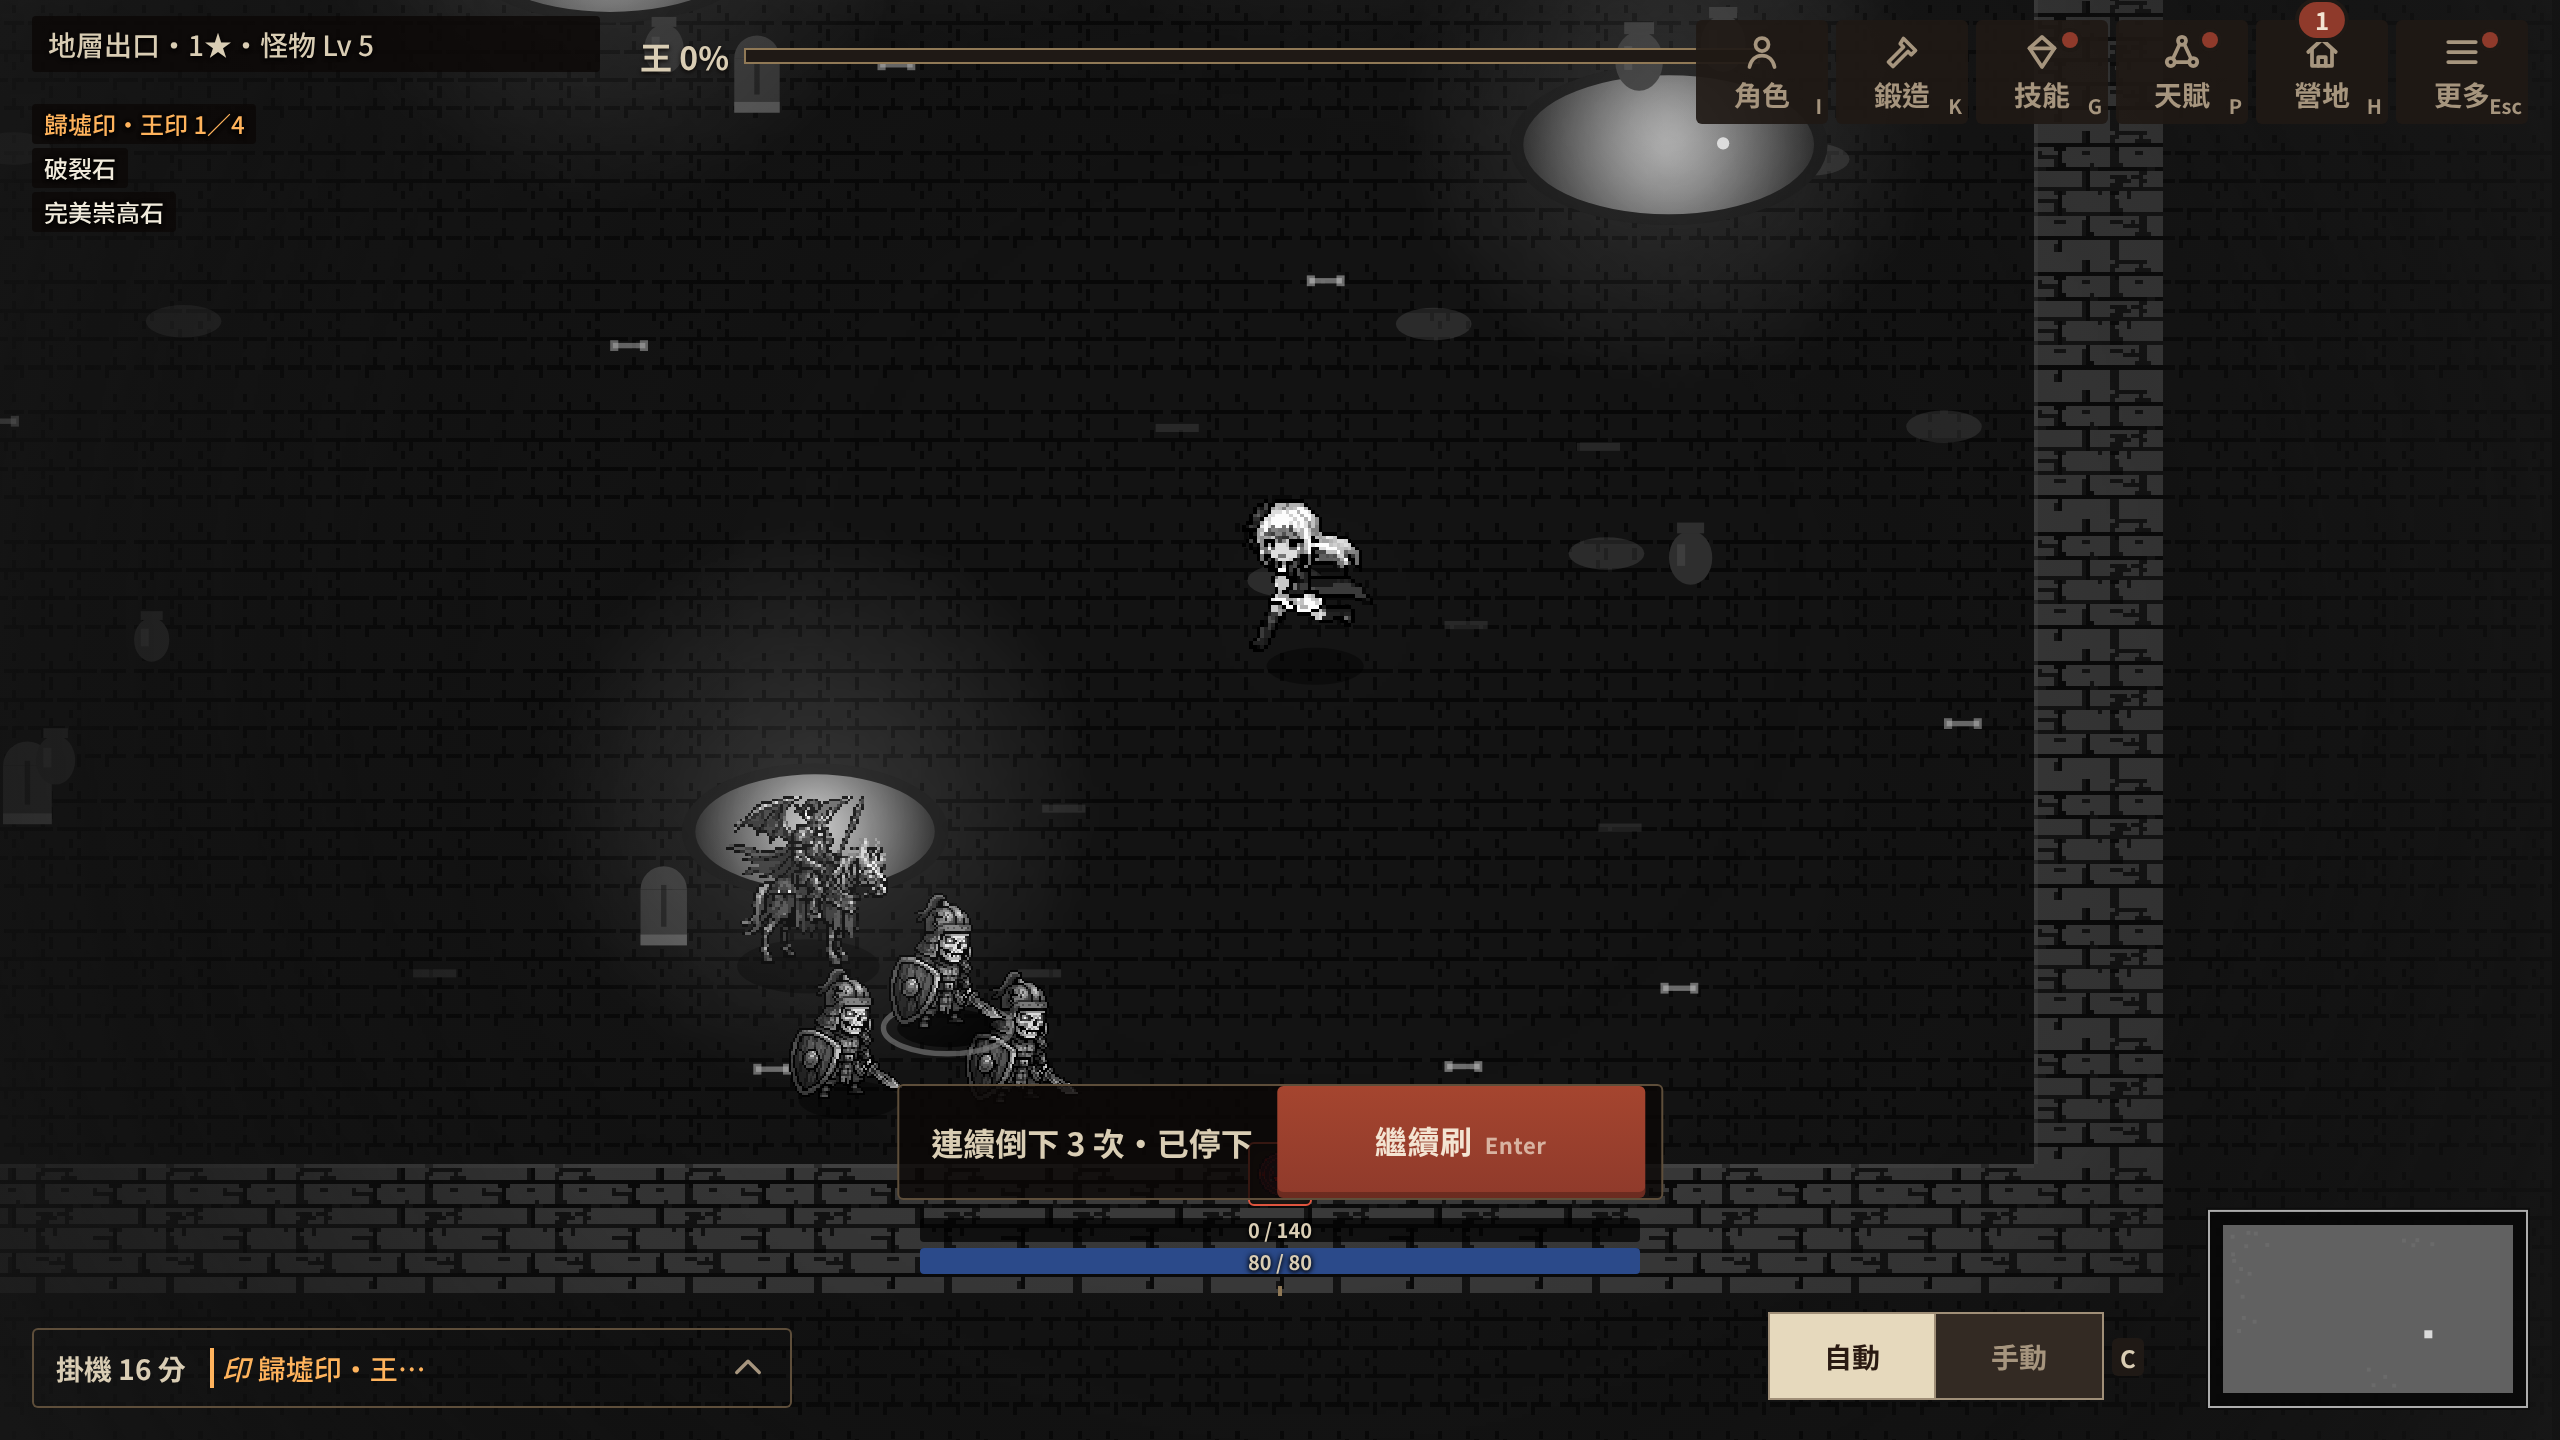 地層出口・1★・怪物 Lv 5
王 0%
角色 I
鍛造 K
技能 G
天賦 P
1
營地 H
更多 Esc
歸墟印・王印 1／4
破裂石
完美崇高石
連續倒下 3 次・已停下
繼續刷 Enter
0 / 140
80 / 80
掛機 16 分
印 歸墟印・王…
自動
手動
C